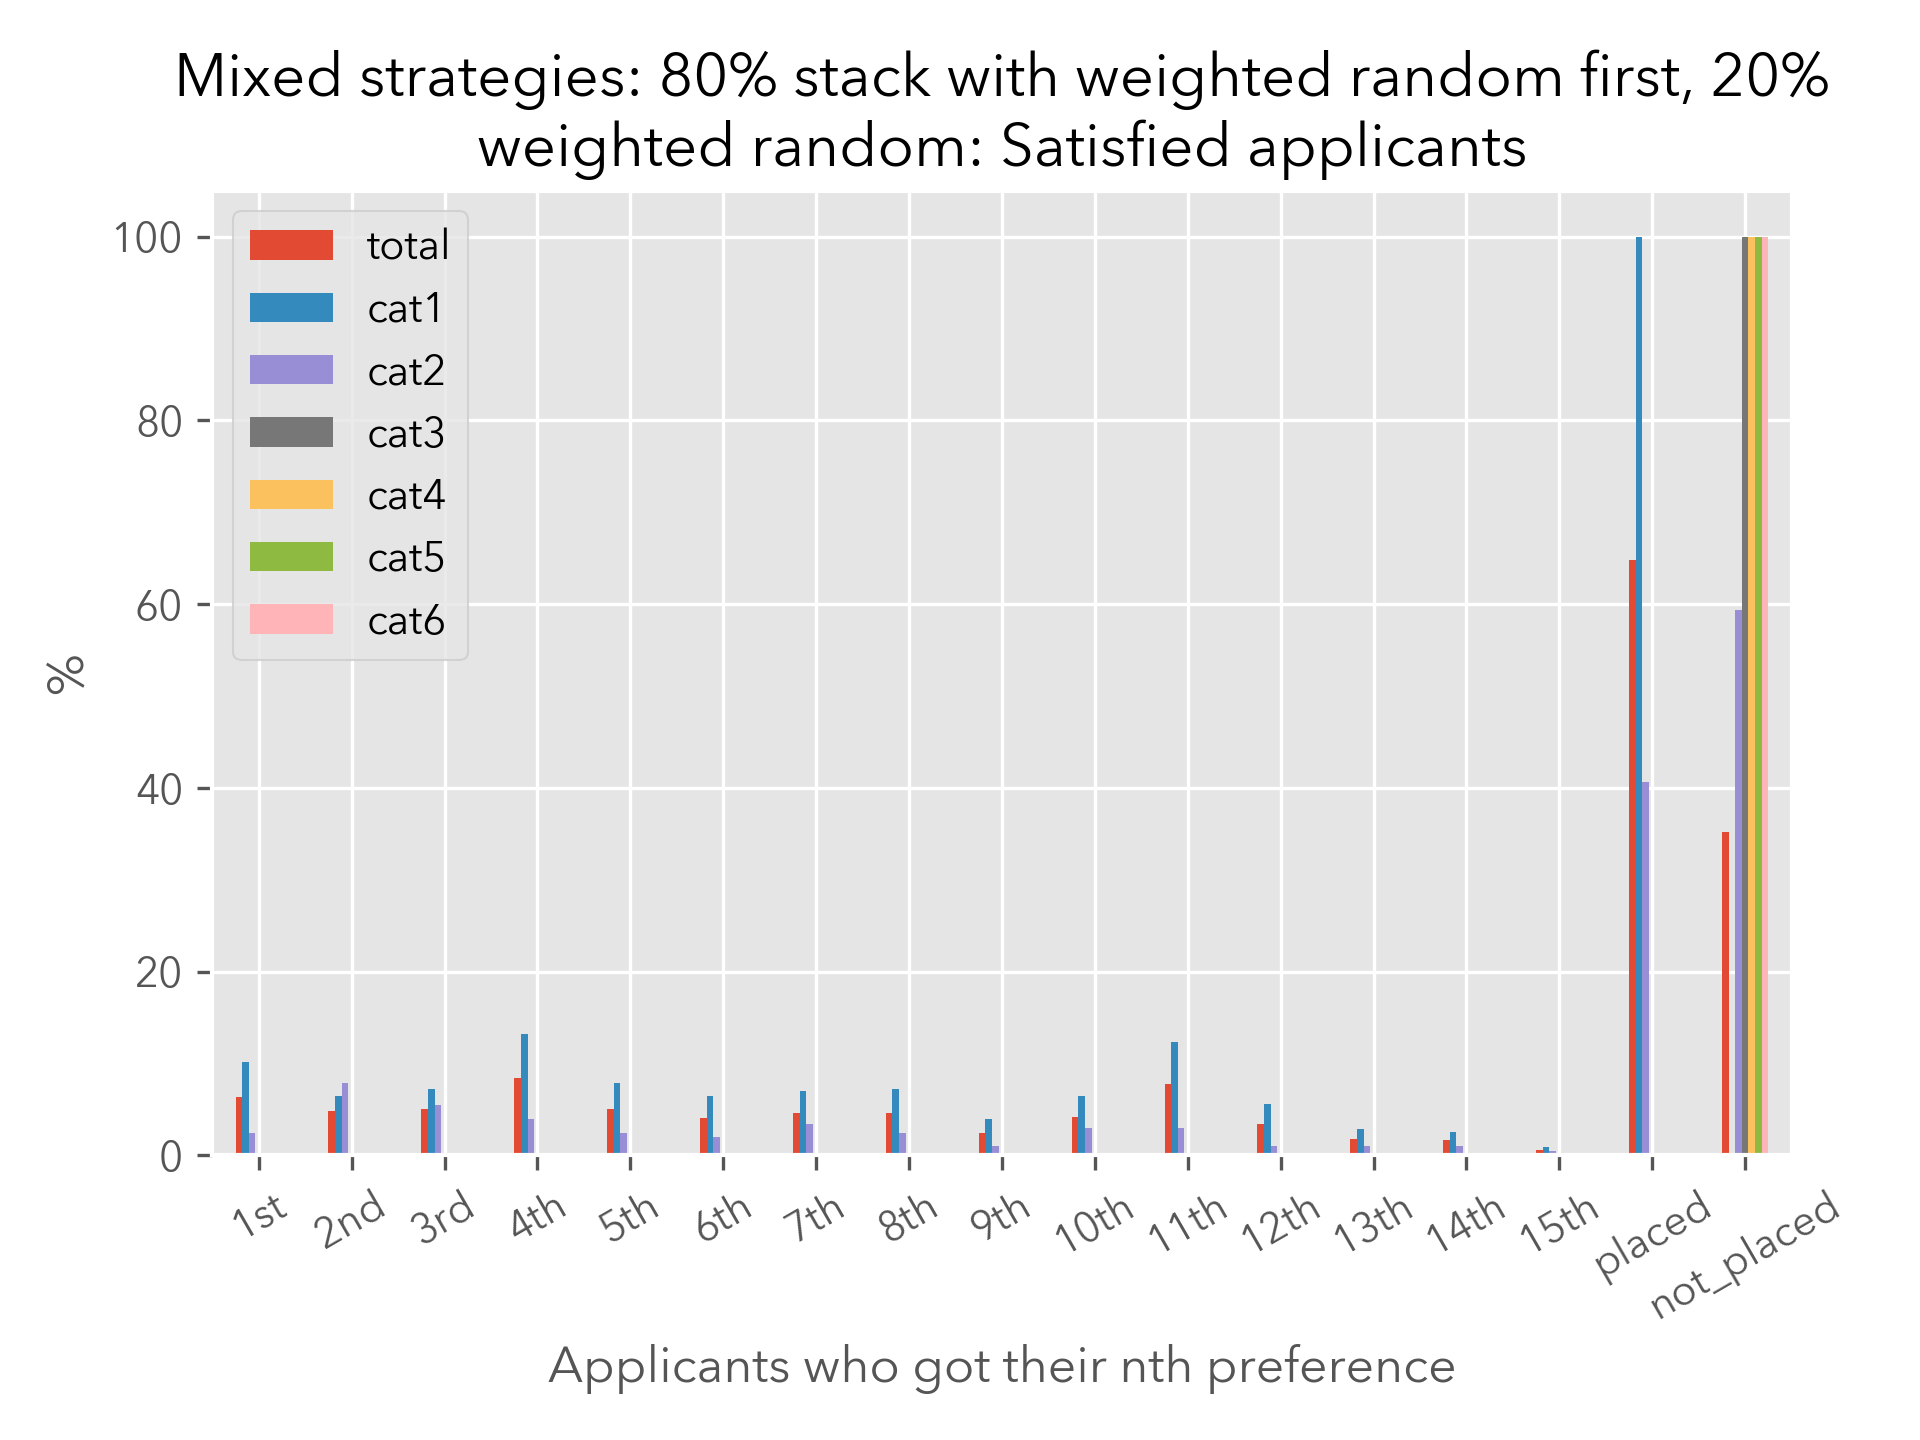 Mixed strategies: 80% stack with weighted random first, 20%
weighted random: Satisfied applicants
100
80
60
40
20
0
%
total
cat1
cat2
cat3
cat4
cat5
cat6
1st
2nd
3rd
4th
5th
6th
7th
8th
9th
10th
11th
12th
13th
14th
15th
placed
not_placed
Applicants who got their nth preference